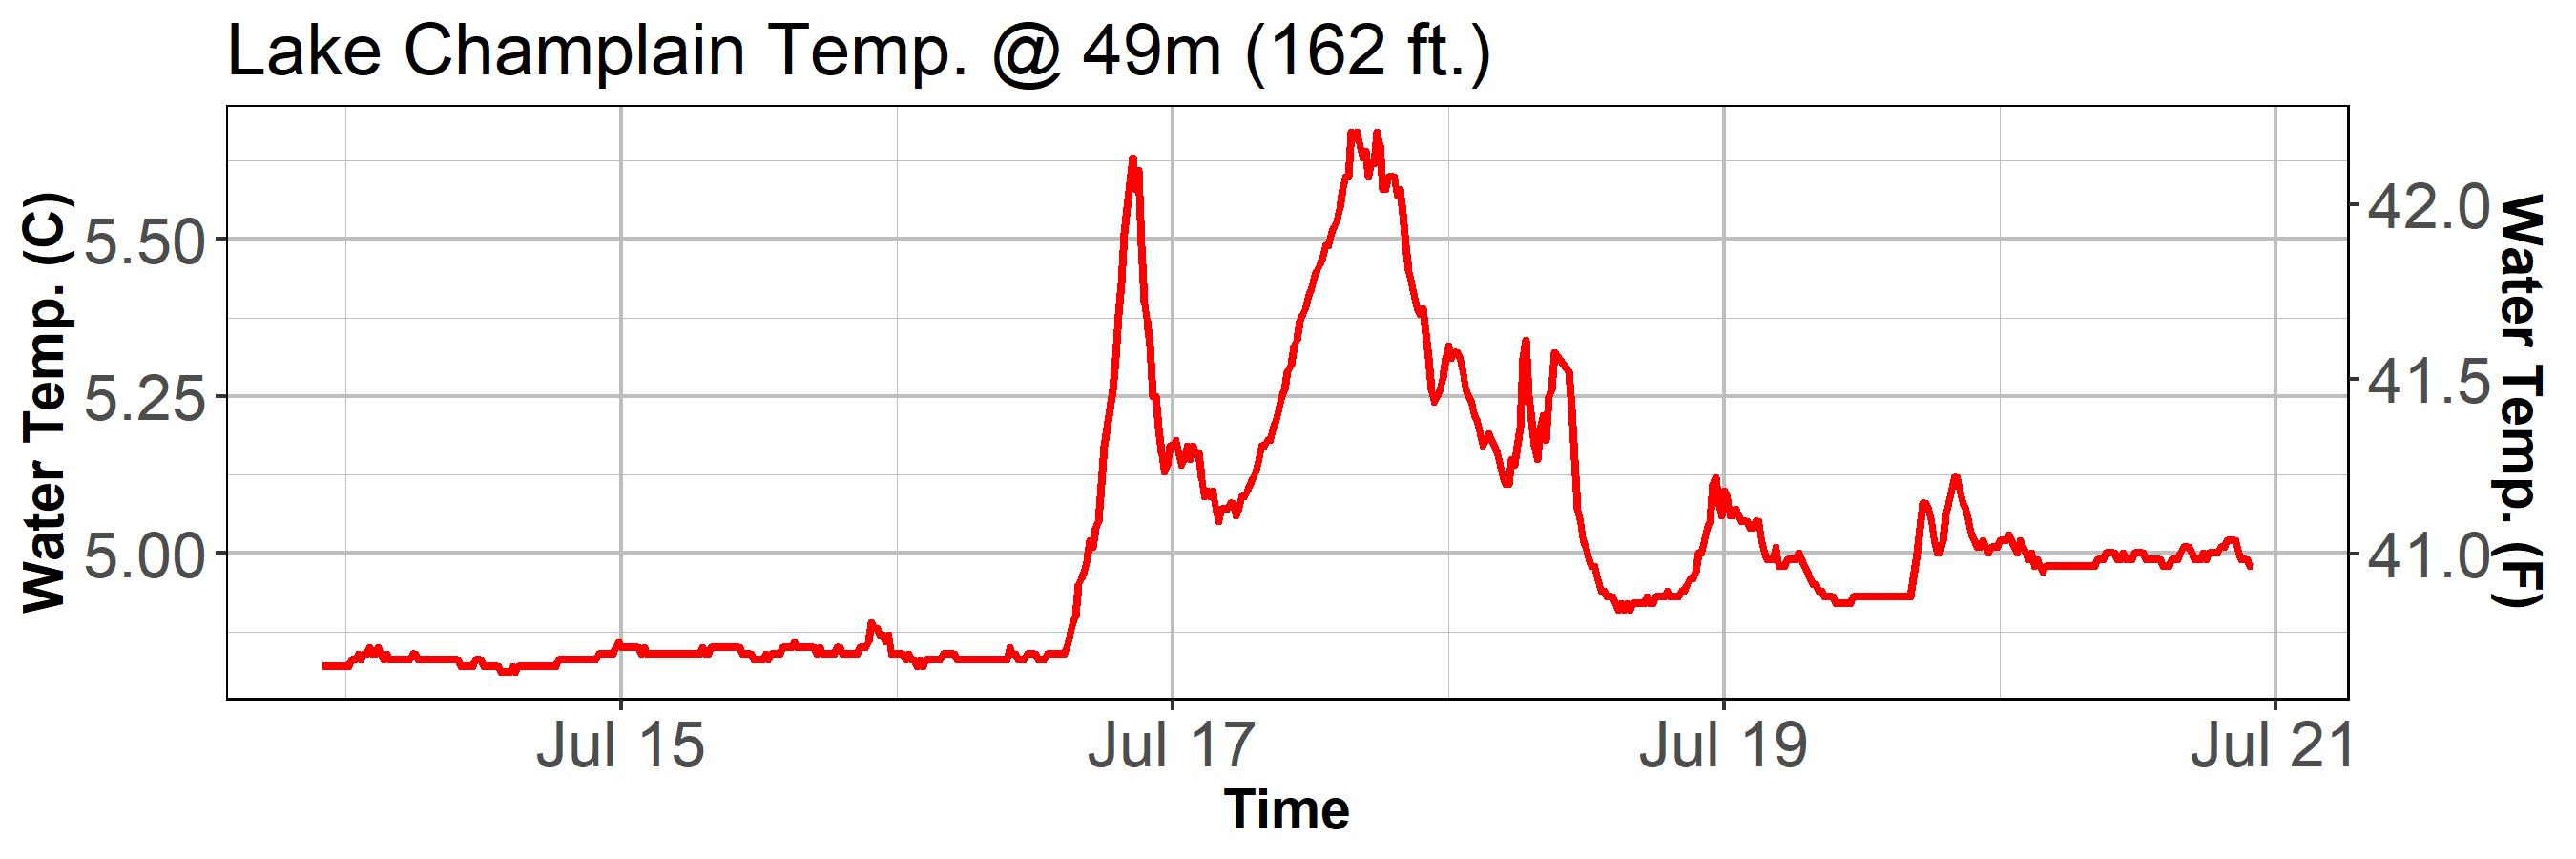 Lake Champlain Temp. @ 49m (162 ft.)
Water Temp. (C)
5.50
5.25
5.00
42.0
41.5
41.0
Water Temp. (F)
Jul 15 Jul 17 Jul 19 Jul 21
Time